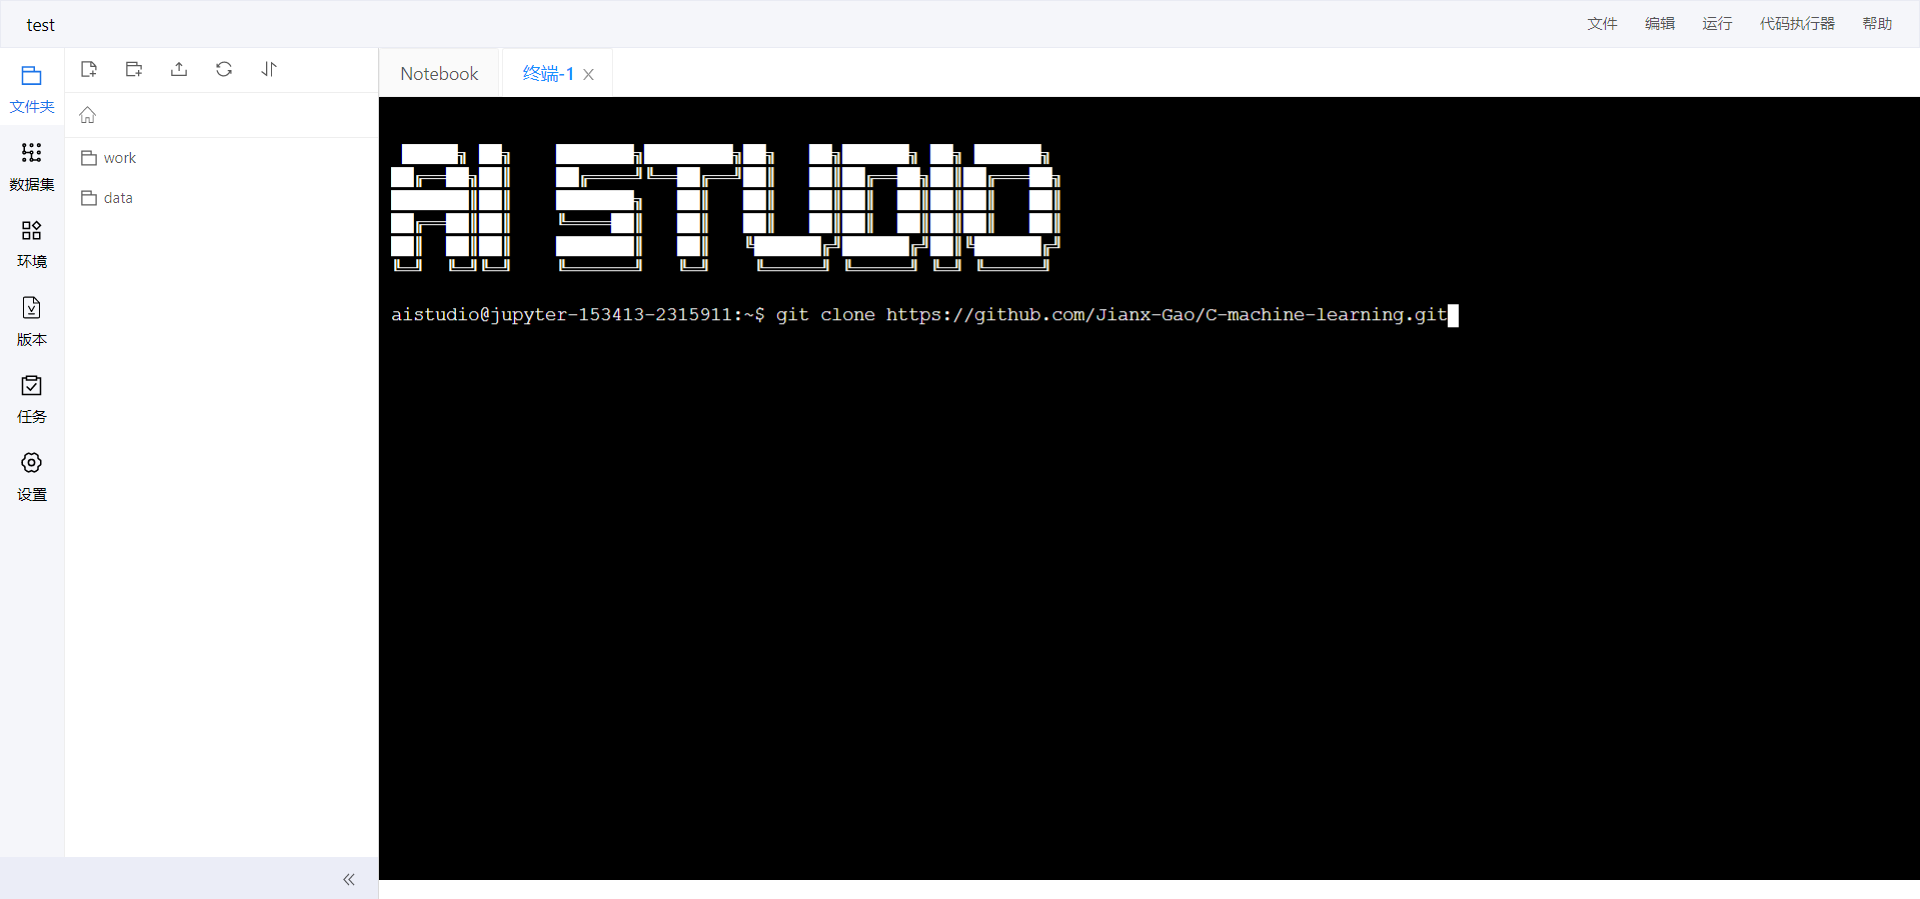 test
文件 编辑 运行 代码执行器 帮助
文件夹
数据集
环境
版本
任务
设置
work
data
Notebook 终端-1
AI STUDIO
aistudio@jupyter-153413-2315911:~$ git clone https://github.com/Jianx-Gao/C-machine-learning.git